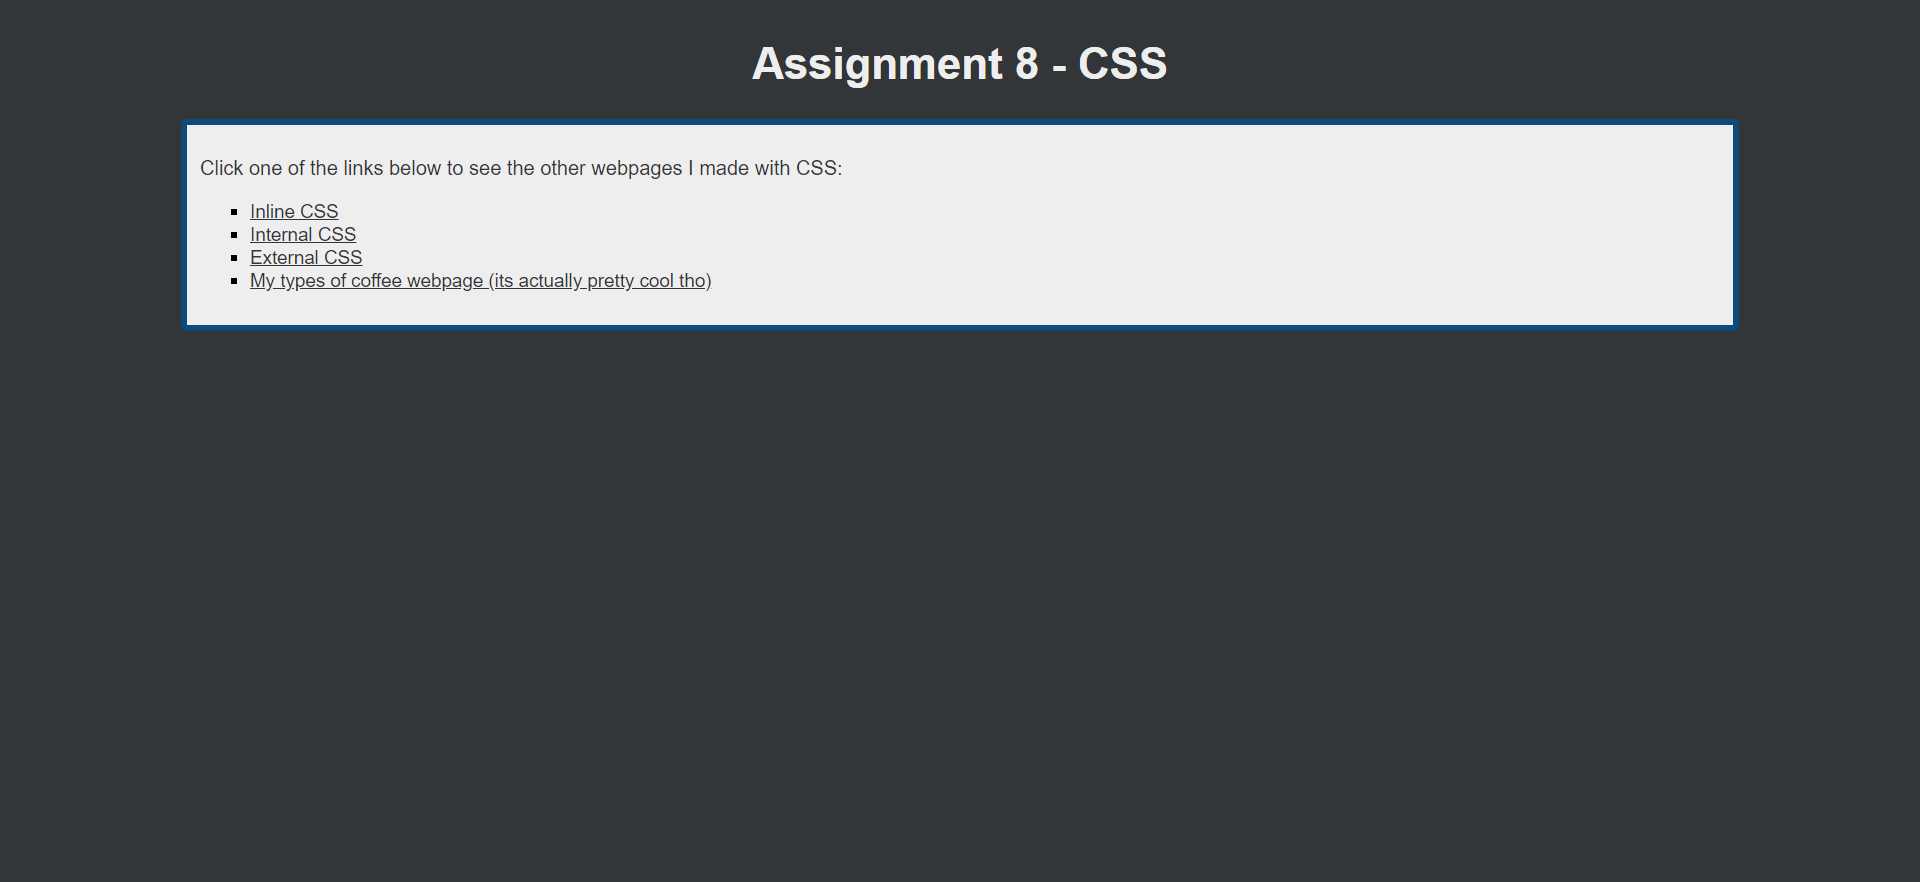 Assignment 8 - CSS
Click one of the links below to see the other webpages I made with CSS:
Inline CSS
Internal CSS
External CSS
My types of coffee webpage (its actually pretty cool tho)